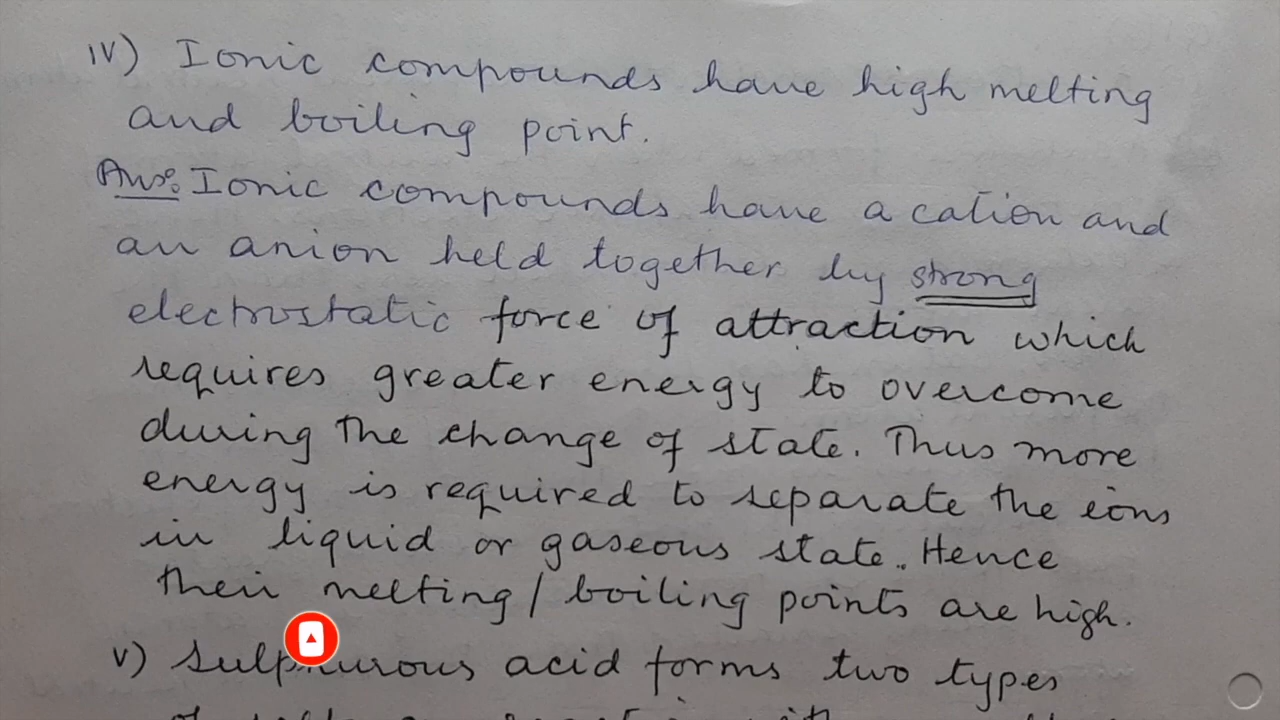 iv) Ionic compounds have high melting
and boiling point.
Ans: Ionic compounds have a cation and
an anion held together by strong
electrostatic force of attraction which
requires greater energy to overcome
during the change of state. Thus more
energy is required to separate the ions
in liquid or gaseous state. Hence
their melting/boiling points are high.
v) Sulphurous acid forms two types
of